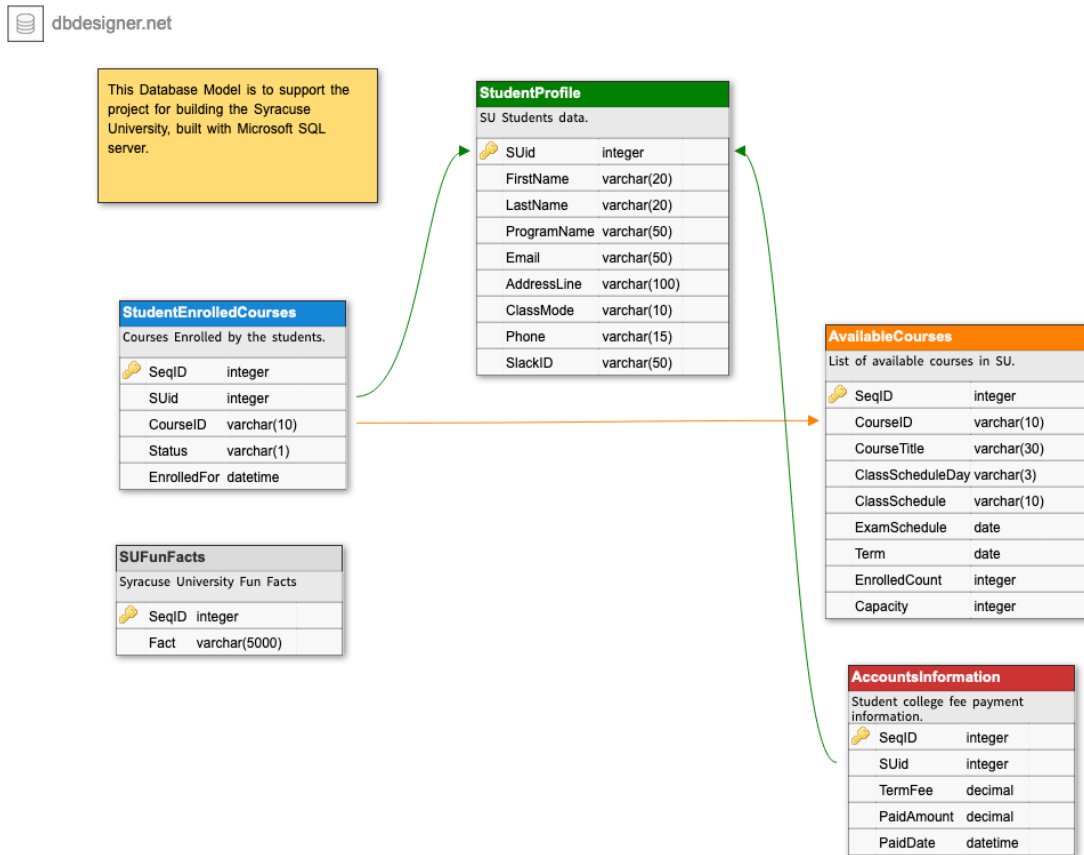 dbdesigner.net
This Database Model is to support the
project for building the Syracuse
University, built with Microsoft SQL
server.
StudentProfile
SU Students data.
SUid integer
FirstName varchar(20)
LastName varchar(20)
ProgramName varchar(50)
Email varchar(50)
AddressLine varchar(100)
ClassMode varchar(10)
Phone varchar(15)
SlackID varchar(50)
StudentEnrolledCourses
Courses Enrolled by the students.
SeqID integer
SUid integer
CourseID varchar(10)
Status varchar(1)
EnrolledFor datetime
AvailableCourses
List of available courses in SU.
SeqID integer
CourseID varchar(10)
CourseTitle varchar(30)
ClassScheduleDay varchar(3)
ClassSchedule varchar(10)
ExamSchedule date
Term date
EnrolledCount integer
Capacity integer
SUFunFacts
Syracuse University Fun Facts
SeqID integer
Fact varchar(5000)
AccountsInformation
Student college fee payment
information.
SeqID integer
SUid integer
TermFee decimal
PaidAmount decimal
PaidDate datetime